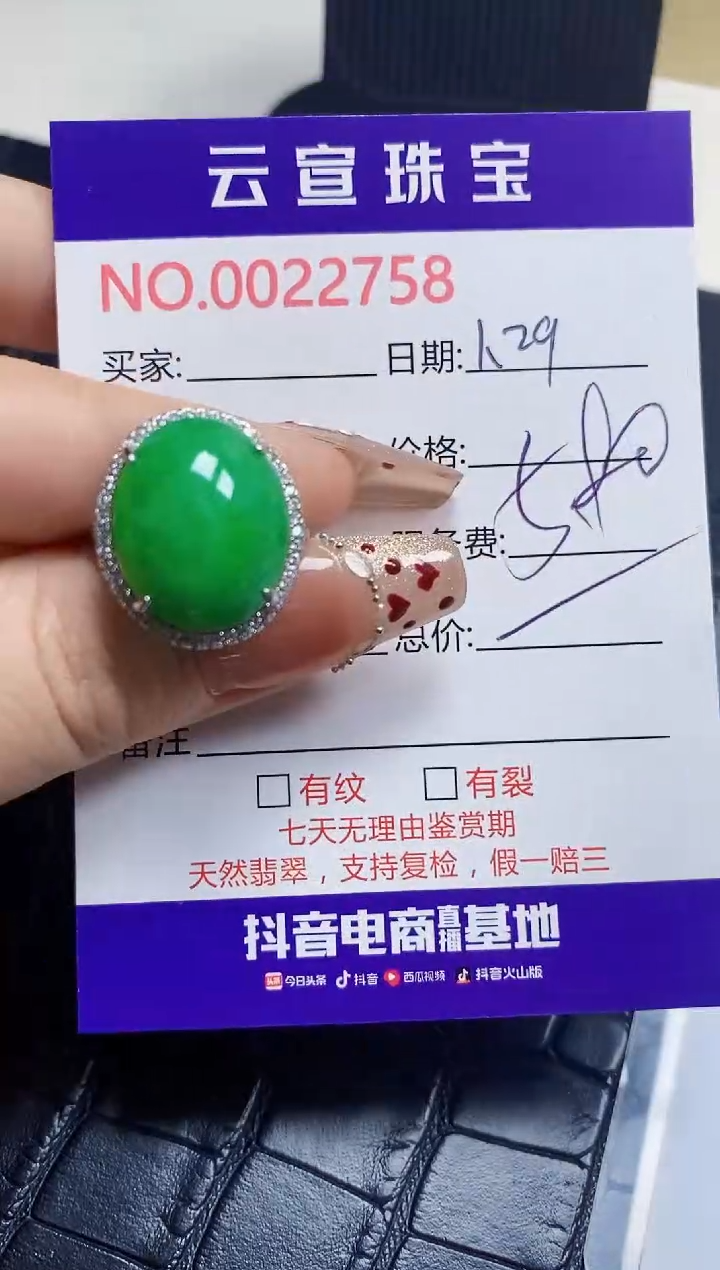 云宣珠宝
NO.0022758
买家: 日期: 1.29
价格:
费:
总价:
备注
□有纹 □有裂
七天无理由鉴赏期
天然翡翠，支持复检，假一赔三
抖音电商直播基地
头条 今日头条 抖音 西瓜视频 抖音火山版